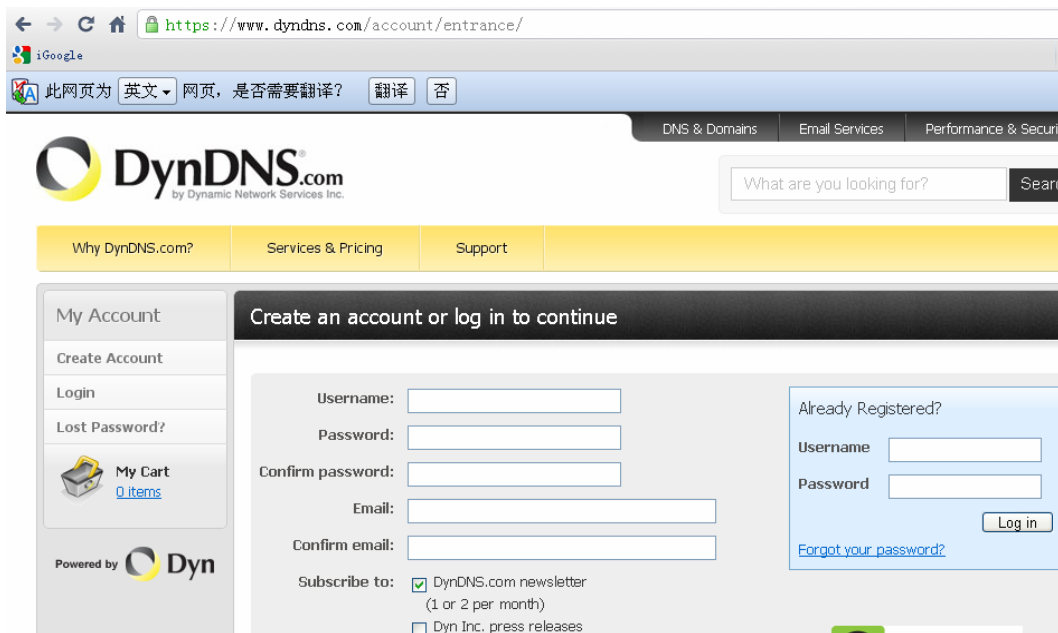 https://www.dyndns.com/account/entrance/
iGoogle
此网页为 英文 网页，是否需要翻译？ 翻译 否
DNS & Domains Email Services Performance & Securi
DynDNS.com
by Dynamic Network Services Inc.
What are you looking for? Sear
Why DynDNS.com? Services & Pricing Support
My Account
Create an account or log in to continue
Create Account
Login
Lost Password?
My Cart
0 items
Powered by Dyn
Username:
Password:
Confirm password:
Email:
Confirm email:
Subscribe to: DynDNS.com newsletter
(1 or 2 per month)
Dyn Inc. press releases
Already Registered?
Username
Password
Log in
Forgot your password?